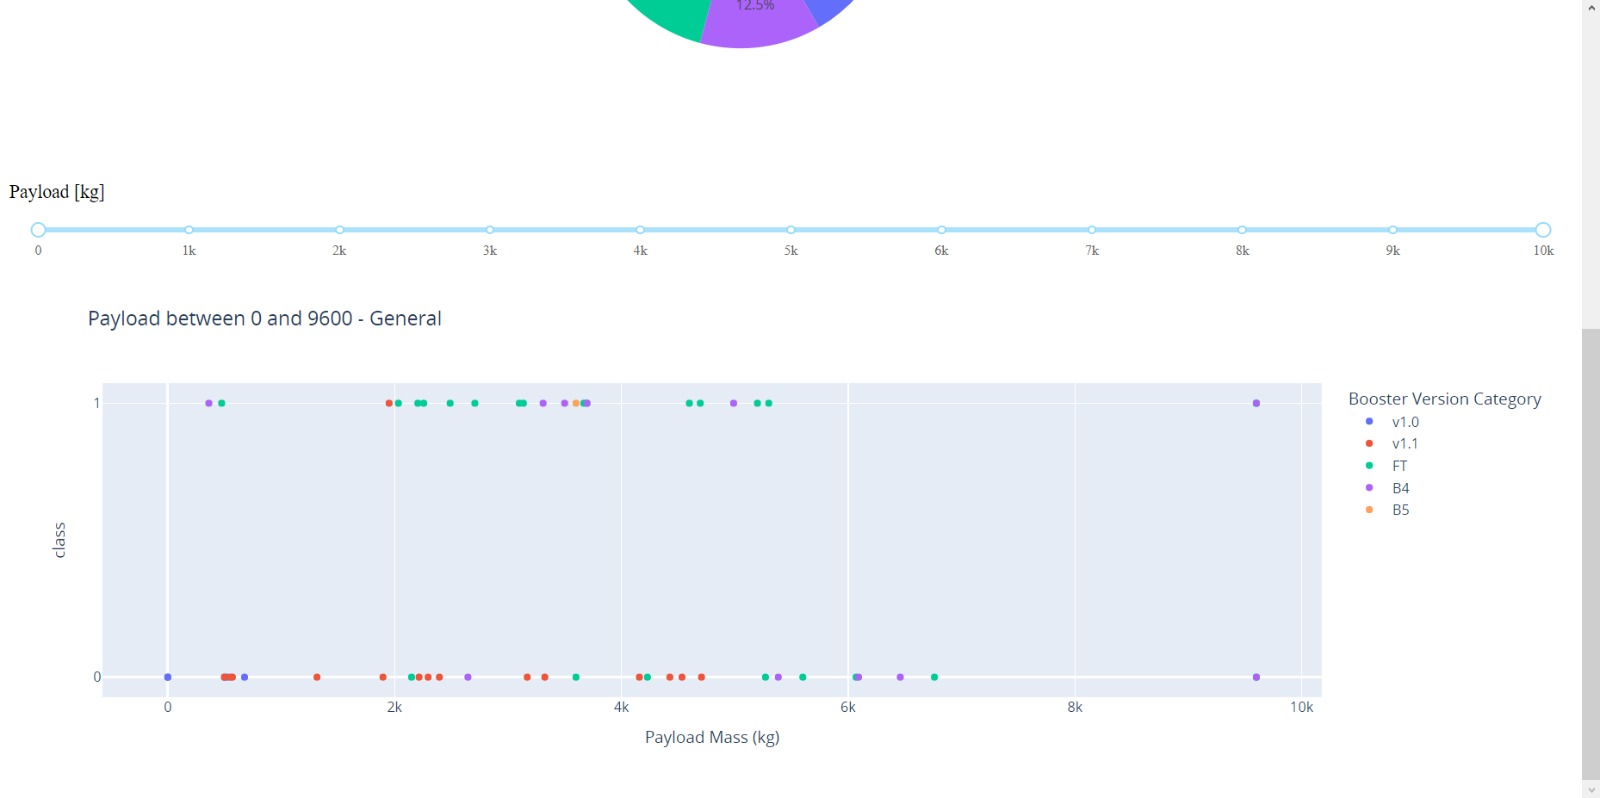 12.5%
Payload [kg]
0 1k 2k 3k 4k 5k 6k 7k 8k 9k 10k
Payload between 0 and 9600 - General
Booster Version Category
v1.0
v1.1
FT
B4
B5
1
class
0
0 2k 4k 6k 8k 10k
Payload Mass (kg)